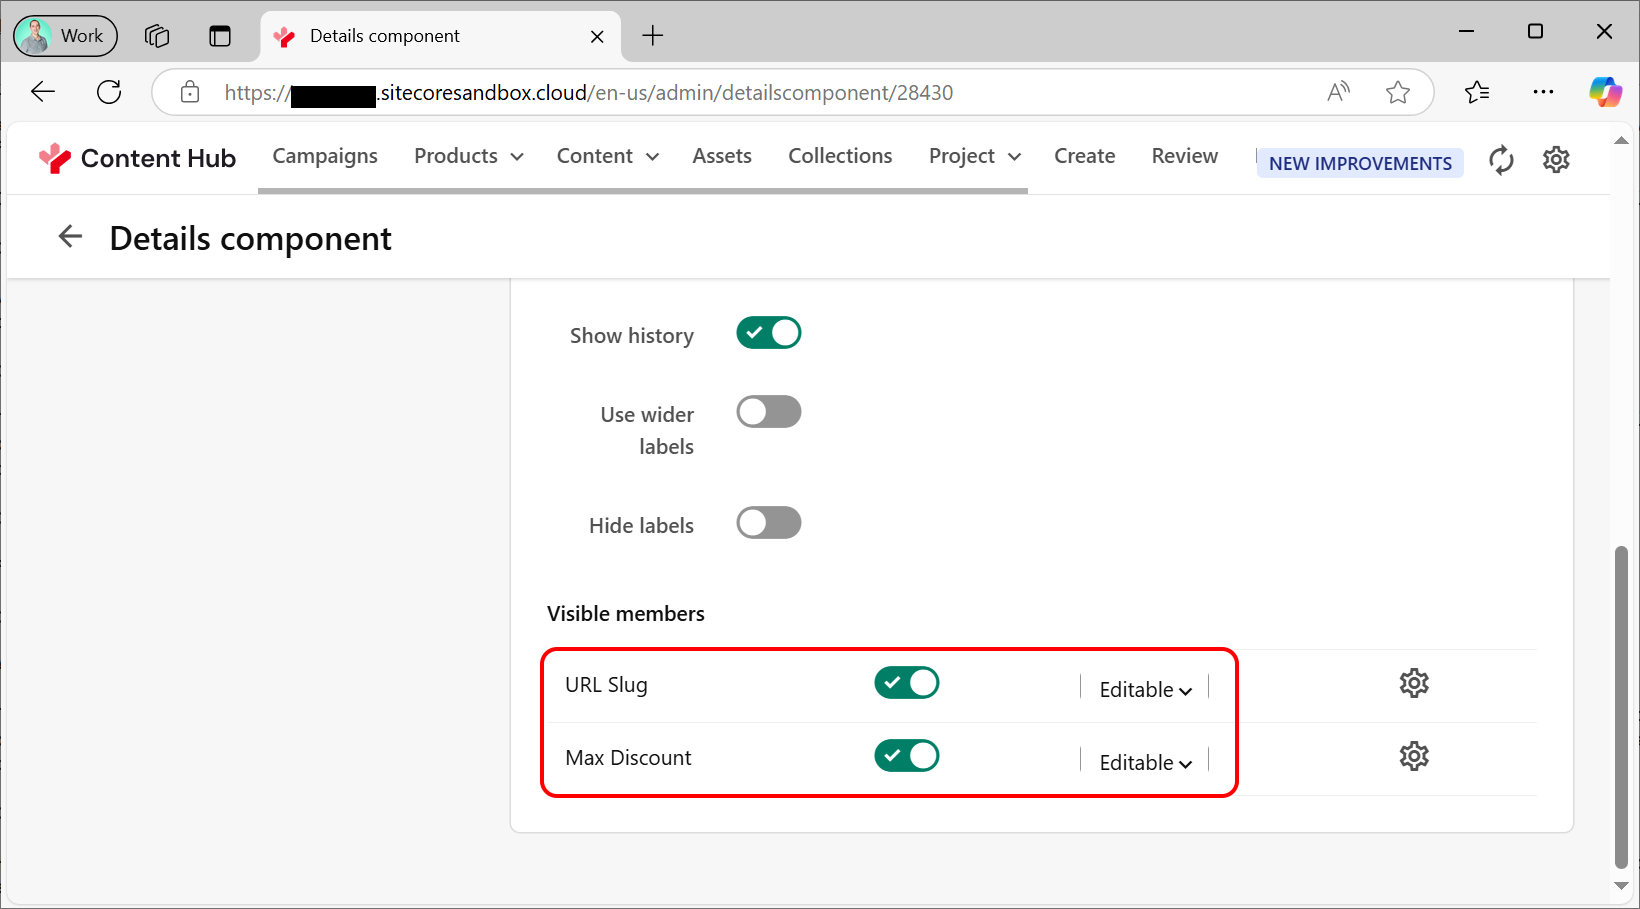 Work
Details component
https://
.sitecoresandbox.cloud/en-us/admin/detailscomponent/28430
Content Hub
Campaigns
Products
Content
Assets
Collections
Project
Create
Review
NEW IMPROVEMENTS
Details component
Show history
Use wider
labels
Hide labels
Visible members
URL Slug
Editable
Max Discount
Editable